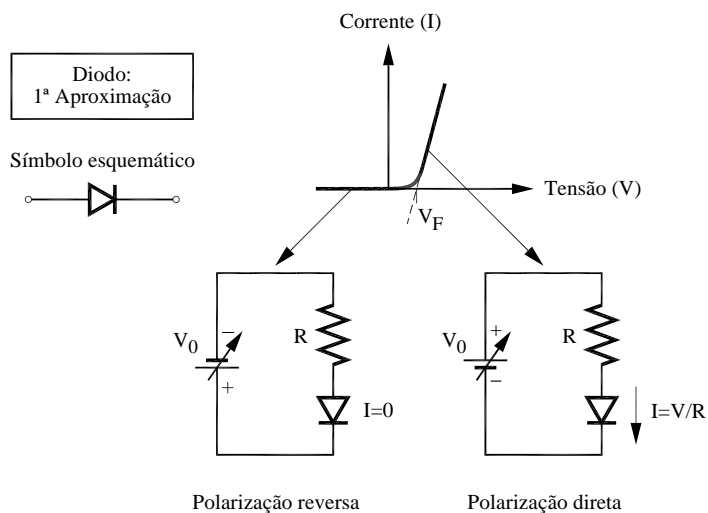 Corrente (I)
Diodo:
1ª Aproximação
Símbolo esquemático
Tensão (V)
V_F
V_0
−
+
R
I=0
V_0
+
−
R
I=V/R
Polarização reversa
Polarização direta